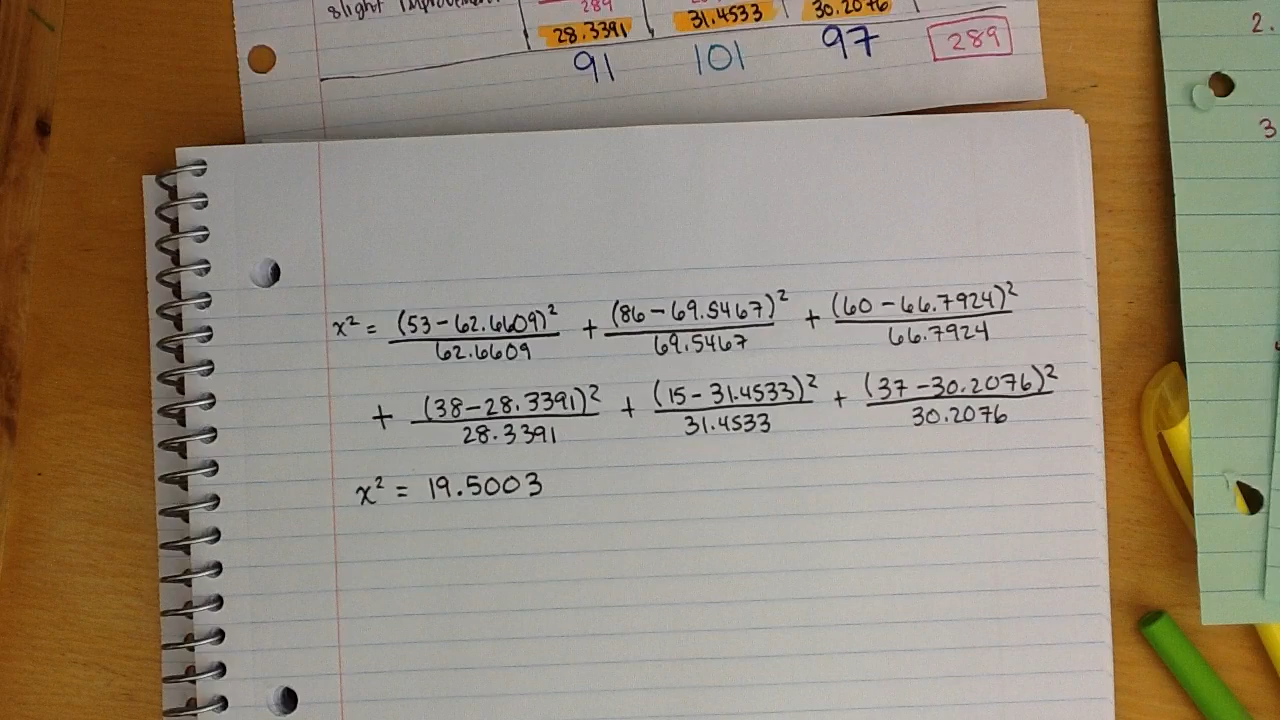 slight improvement 289
28.3391 31.4533 30.2076
91 101 97 289
2.
3
x² = (53-62.6609)²/62.6609 + (86-69.5467)²/69.5467 + (60-66.7924)²/66.7924
+ (38-28.3391)²/28.3391 + (15-31.4533)²/31.4533 + (37-30.2076)²/30.2076
x² = 19.5003